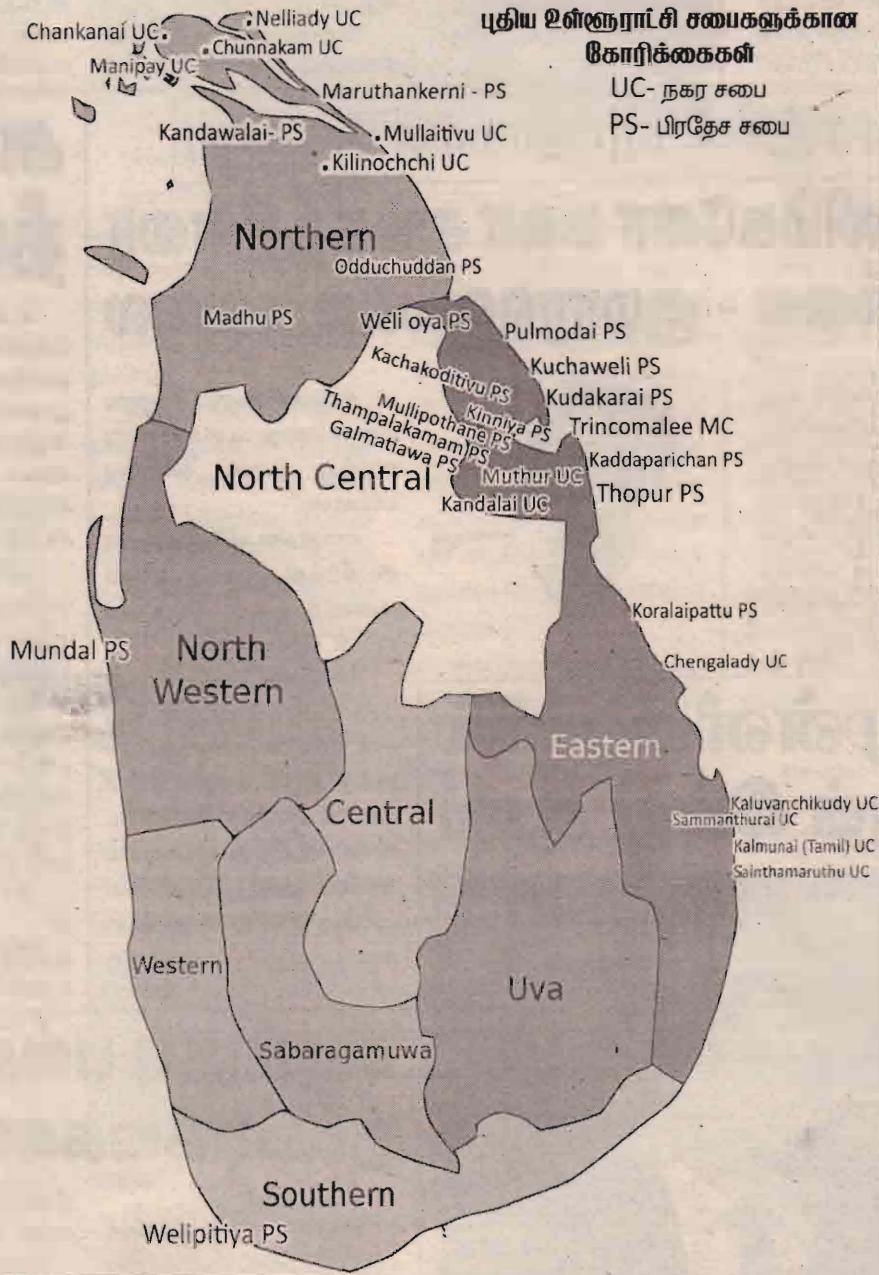 புதிய உள்ளூராட்சி சபைகளுக்கான
கோரிக்கைகள்
UC- நகர சபை
PS- பிரதேச சபை
Nelliady UC
Chankanai UC
Chunnakam UC
Manipay UC
Maruthankerni - PS
Kandawalai- PS
Mullaitivu UC
Kilinochchi UC
Northern
Odduchuddan PS
Madhu PS
Weli oya PS
Pulmodai PS
Kachakoditivu PS
Kuchaweli PS
Kudakarai PS
Kinniya PS
Mullipothane PS
Thampalakamam)PS
Galmatiawa PS
Trincomalee MC
Kaddaparichan PS
North Central
Muthur UC
Thopur PS
Kandalai UC
Koralaipattu PS
Mundal PS
North
Western
Chengalady UC
Eastern
Central
Kaluvanchikudy UC
Sammanthurai UC
Kalmunai (Tamil) UC
Sainthamaruthu UC
Western
Uva
Sabaragamuwa
Southern
Welipitiya PS